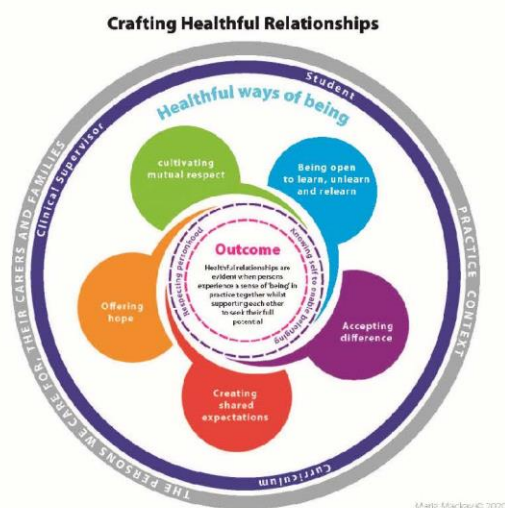 Crafting Healthful Relationships
Healthful ways of being
Student
Clinical Supervisor
Curriculum
PRACTICE CONTEXT
THE PERSONS WE CARE FOR, THEIR CARERS AND FAMILIES
cultivating
mutual respect
Being open
to learn, unlearn
and relearn
Offering
hope
Accepting
difference
Creating
shared
expectations
Respecting personhood
Knowing self to enable belonging
Outcome
Healthful relationships are
evident when persons
experience a sense of 'being' in
practice together whilst
supporting each other
to seek their full
potential
Maria Mackay©